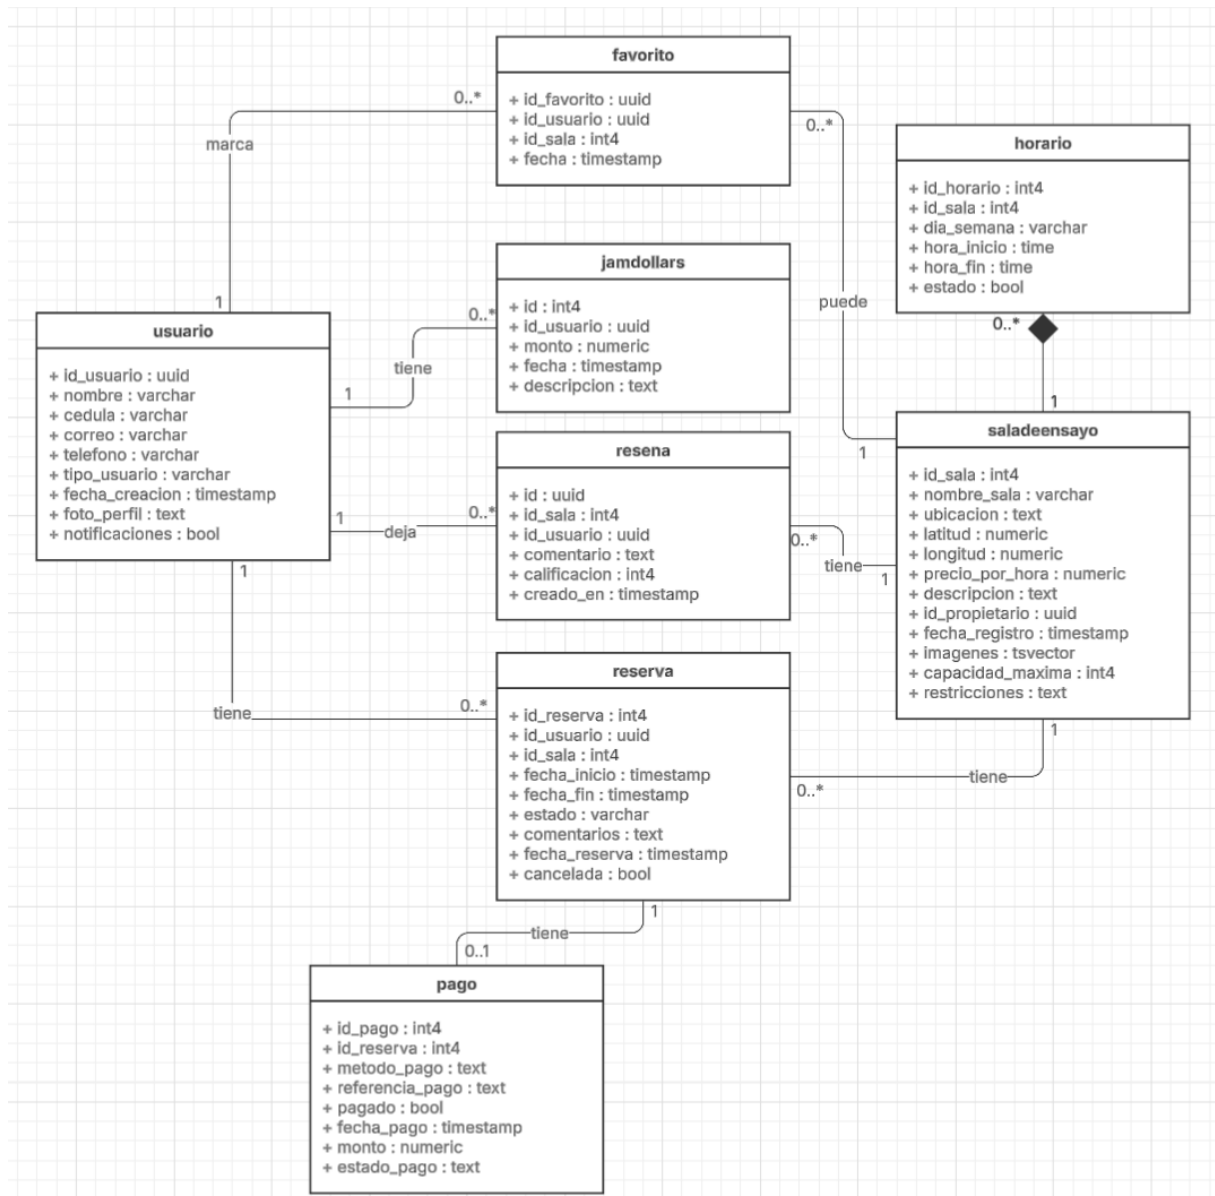 favorito
+ id_favorito : uuid
+ id_usuario : uuid
+ id_sala : int4
+ fecha : timestamp
0..*
marca
1
0..*
puede
1
horario
+ id_horario : int4
+ id_sala : int4
+ dia_semana : varchar
+ hora_inicio : time
+ hora_fin : time
+ estado : bool
0..*
1
jamdollars
+ id : int4
+ id_usuario : uuid
+ monto : numeric
+ fecha : timestamp
+ descripcion : text
0..*
tiene
1
usuario
+ id_usuario : uuid
+ nombre : varchar
+ cedula : varchar
+ correo : varchar
+ telefono : varchar
+ tipo_usuario : varchar
+ fecha_creacion : timestamp
+ foto_perfil : text
+ notificaciones : bool
1
deja
0..*
resena
+ id : uuid
+ id_sala : int4
+ id_usuario : uuid
+ comentario : text
+ calificacion : int4
+ creado_en : timestamp
0..*
tiene
1
saladeensayo
+ id_sala : int4
+ nombre_sala : varchar
+ ubicacion : text
+ latitud : numeric
+ longitud : numeric
+ precio_por_hora : numeric
+ descripcion : text
+ id_propietario : uuid
+ fecha_registro : timestamp
+ imagenes : tsvector
+ capacidad_maxima : int4
+ restricciones : text
1
tiene
0..*
reserva
+ id_reserva : int4
+ id_usuario : uuid
+ id_sala : int4
+ fecha_inicio : timestamp
+ fecha_fin : timestamp
+ estado : varchar
+ comentarios : text
+ fecha_reserva : timestamp
+ cancelada : bool
1
tiene
0..*
1
tiene
0..1
pago
+ id_pago : int4
+ id_reserva : int4
+ metodo_pago : text
+ referencia_pago : text
+ pagado : bool
+ fecha_pago : timestamp
+ monto : numeric
+ estado_pago : text